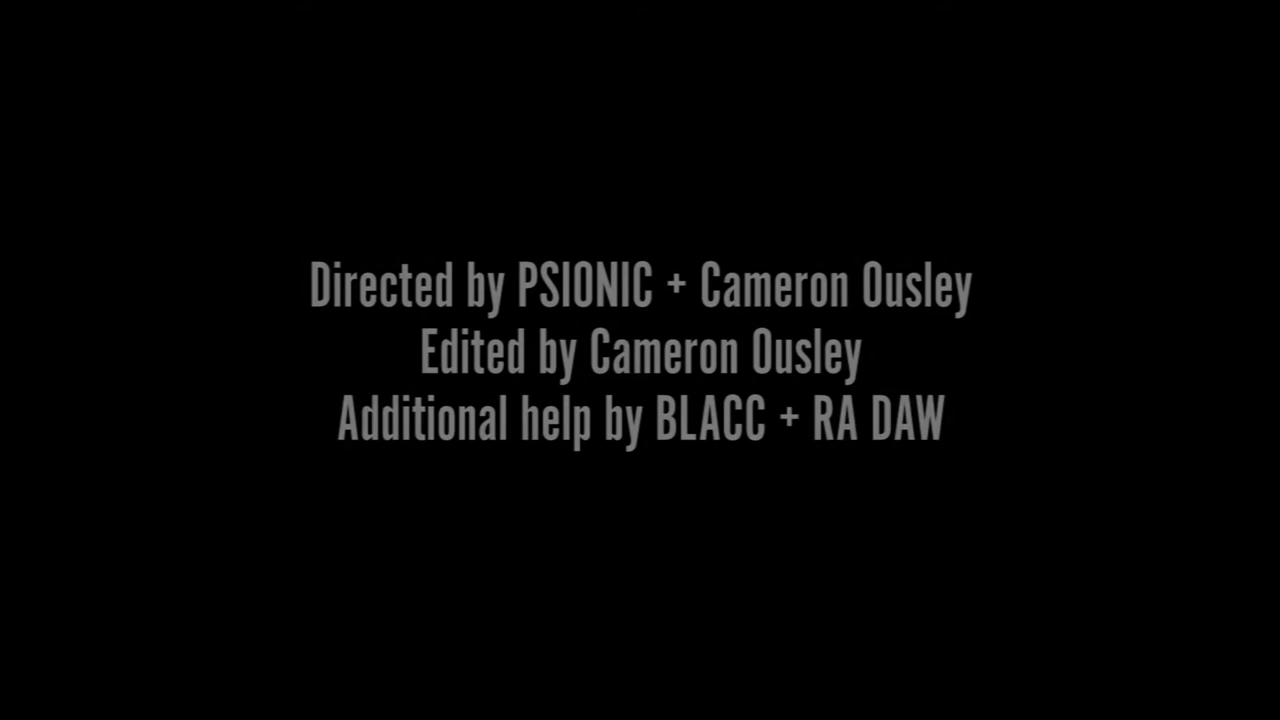 Directed by PSIONIC + Cameron Ousley
Edited by Cameron Ousley
Additional help by BLACC + RA DAW